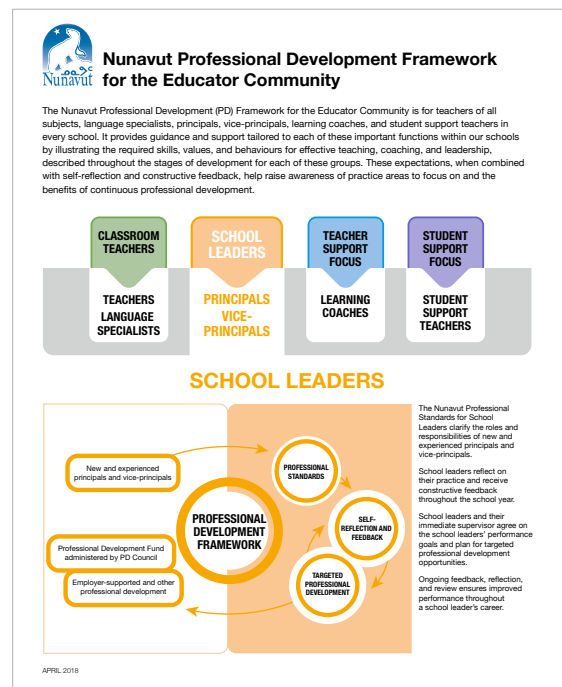 Nunavut
Nunavut Professional Development Framework
for the Educator Community
The Nunavut Professional Development (PD) Framework for the Educator Community is for teachers of all
subjects, language specialists, principals, vice-principals, learning coaches, and student support teachers in
every school. It provides guidance and support tailored to each of these important functions within our schools
by illustrating the required skills, values, and behaviours for effective teaching, coaching, and leadership,
described throughout the stages of development for each of these groups. These expectations, when combined
with self-reflection and constructive feedback, help raise awareness of practice areas to focus on and the
benefits of continuous professional development.
CLASSROOM
TEACHERS
TEACHERS
LANGUAGE
SPECIALISTS
SCHOOL
LEADERS
PRINCIPALS
VICE-
PRINCIPALS
TEACHER
SUPPORT
FOCUS
LEARNING
COACHES
STUDENT
SUPPORT
FOCUS
STUDENT
SUPPORT
TEACHERS
SCHOOL LEADERS
New and experienced
principals and vice-principals
Professional Development Fund
administered by PD Council
Employer-supported and other
professional development
PROFESSIONAL
DEVELOPMENT
FRAMEWORK
PROFESSIONAL
STANDARDS
SELF-
REFLECTION AND
FEEDBACK
TARGETED
PROFESSIONAL
DEVELOPMENT
The Nunavut Professional
Standards for School
Leaders clarify the roles and
responsibilities of new and
experienced principals and
vice-principals.
School leaders reflect on
their practice and receive
constructive feedback
throughout the school year.
School leaders and their
immediate supervisor agree on
the school leaders' performance
goals and plan for targeted
professional development
opportunities.
Ongoing feedback, reflection,
and review ensures improved
performance throughout
a school leader's career.
APRIL 2018